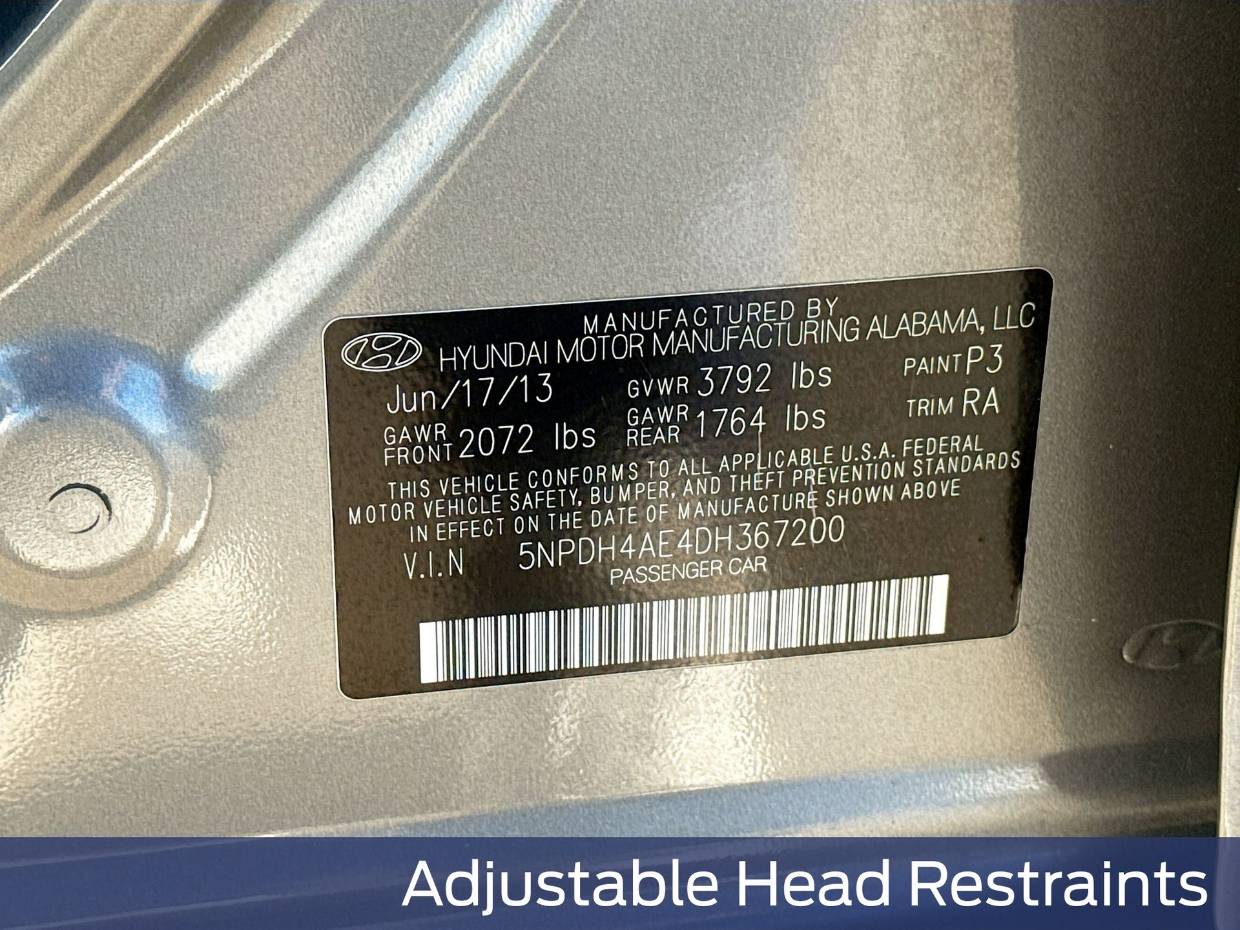 MANUFACTURED BY
HYUNDAI MOTOR MANUFACTURING ALABAMA, LLC
Jun/17/13 GVWR 3792 lbs PAINT P3
GAWR FRONT 2072 lbs GAWR REAR 1764 lbs TRIM RA
THIS VEHICLE CONFORMS TO ALL APPLICABLE U.S.A. FEDERAL
MOTOR VEHICLE SAFETY, BUMPER, AND THEFT PREVENTION STANDARDS
IN EFFECT ON THE DATE OF MANUFACTURE SHOWN ABOVE
V.I.N 5NPDH4AE4DH367200
PASSENGER CAR
Adjustable Head Restraints